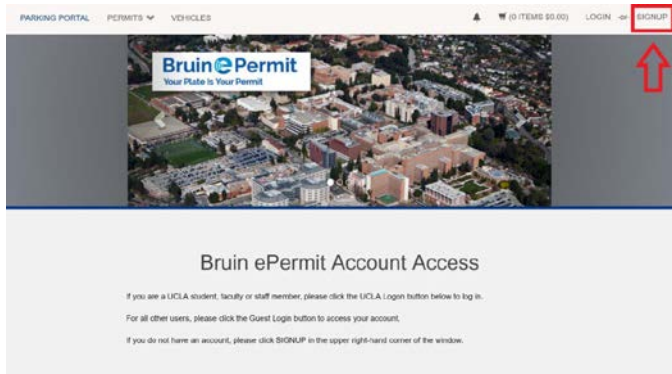 PARKING PORTAL PERMITS VEHICLES (0 ITEMS $0.00) LOGIN -or- SIGNUP
Bruin ePermit
Your Plate Is Your Permit
Bruin ePermit Account Access
If you are a UCLA student, faculty or staff member, please click the UCLA Logon button below to log in.
For all other users, please click the Guest Login button to access your account.
If you do not have an account, please click SIGNUP in the upper right-hand corner of the window.